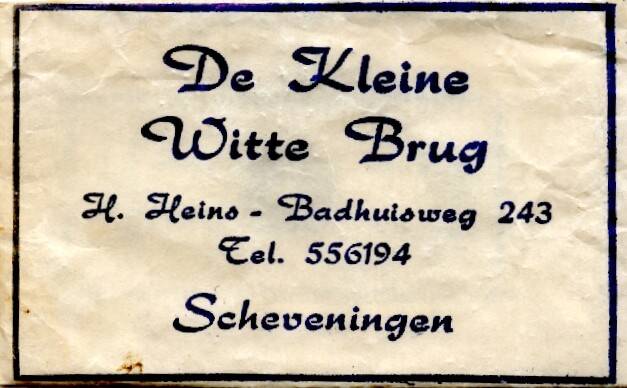 De Kleine
Witte Brug
H. Heins - Badhuisweg 243
Tel. 556194
Scheveningen